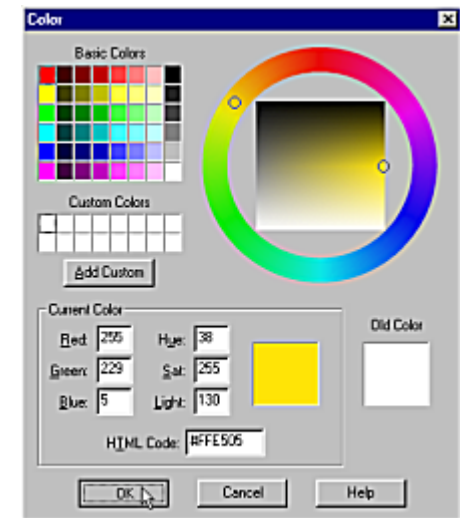 Color
Basic Colors
Custom Colors
Add Custom
Current Color
Old Color
Red: 255 Hue: 38
Green: 229 Sat: 255
Blue: 5 Light: 130
HTML Code: #FFE505
OK Cancel Help